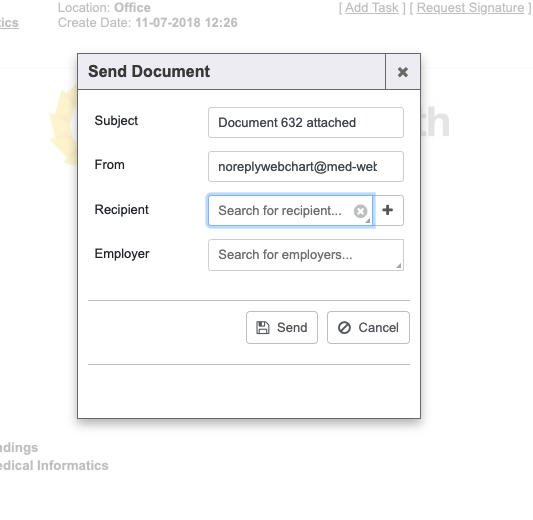 Location: Office
[ Add Task ] [ Request Signature ]
tics
Create Date: 11-07-2018 12:26
Send Document
Subject
Document 632 attached
th
From
noreplywebchart@med-web
Recipient
Search for recipient...
Employer
Search for employers...
Send
Cancel
ndings
edical Informatics